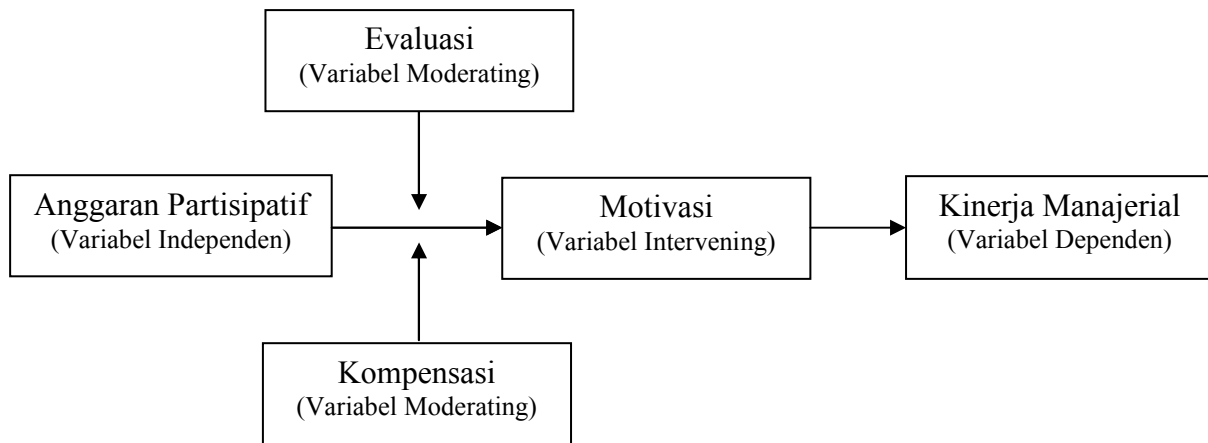 Evaluasi
(Variabel Moderating)
Anggaran Partisipatif
(Variabel Independen)
Motivasi
(Variabel Intervening)
Kinerja Manajerial
(Variabel Dependen)
Kompensasi
(Variabel Moderating)